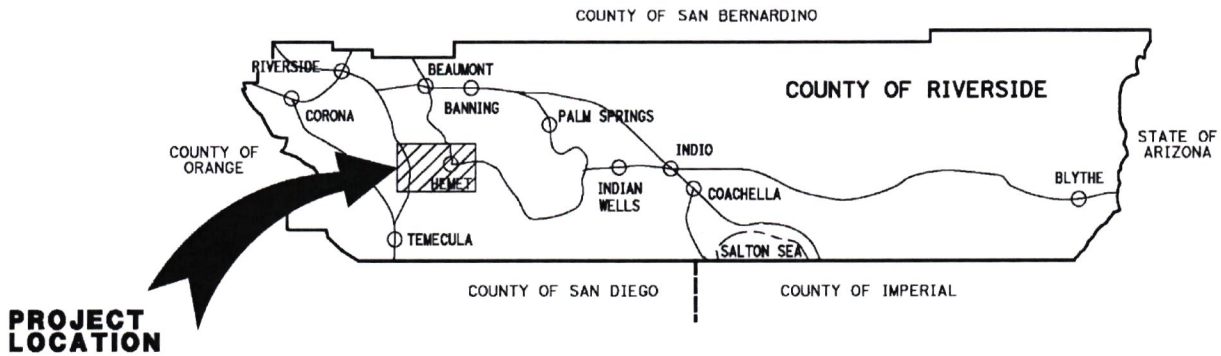 COUNTY OF SAN BERNARDINO
RIVERSIDE
BEAUMONT
COUNTY OF RIVERSIDE
BANNING
CORONA
PALM SPRINGS
STATE OF
ARIZONA
COUNTY OF
ORANGE
INDIO
HEMET
INDIAN
WELLS
COACHELLA
BLYTHE
TEMECULA
SALTON SEA
COUNTY OF SAN DIEGO
COUNTY OF IMPERIAL
PROJECT
LOCATION